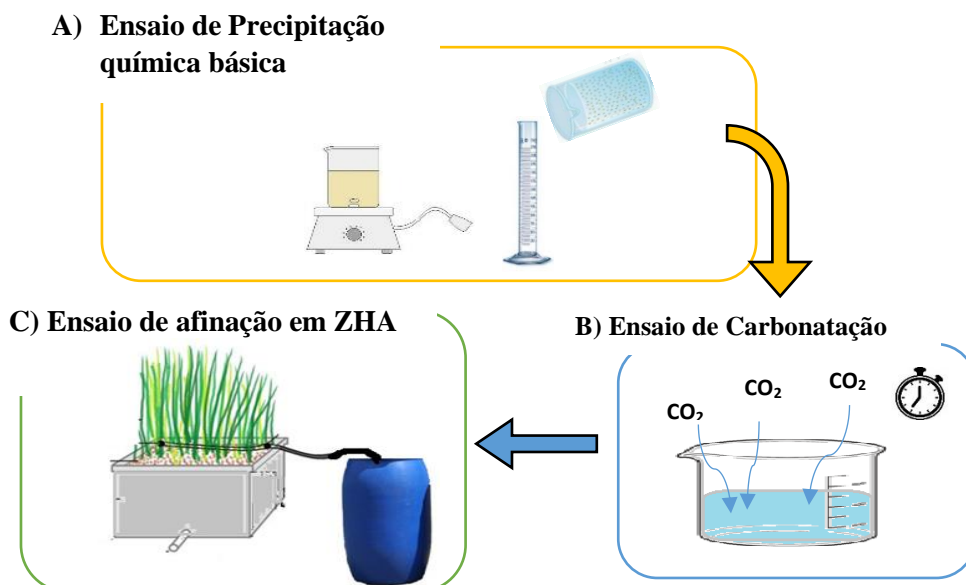 A) Ensaio de Precipitação
química básica
C) Ensaio de afinação em ZHA
B) Ensaio de Carbonatação
CO₂
CO₂
CO₂